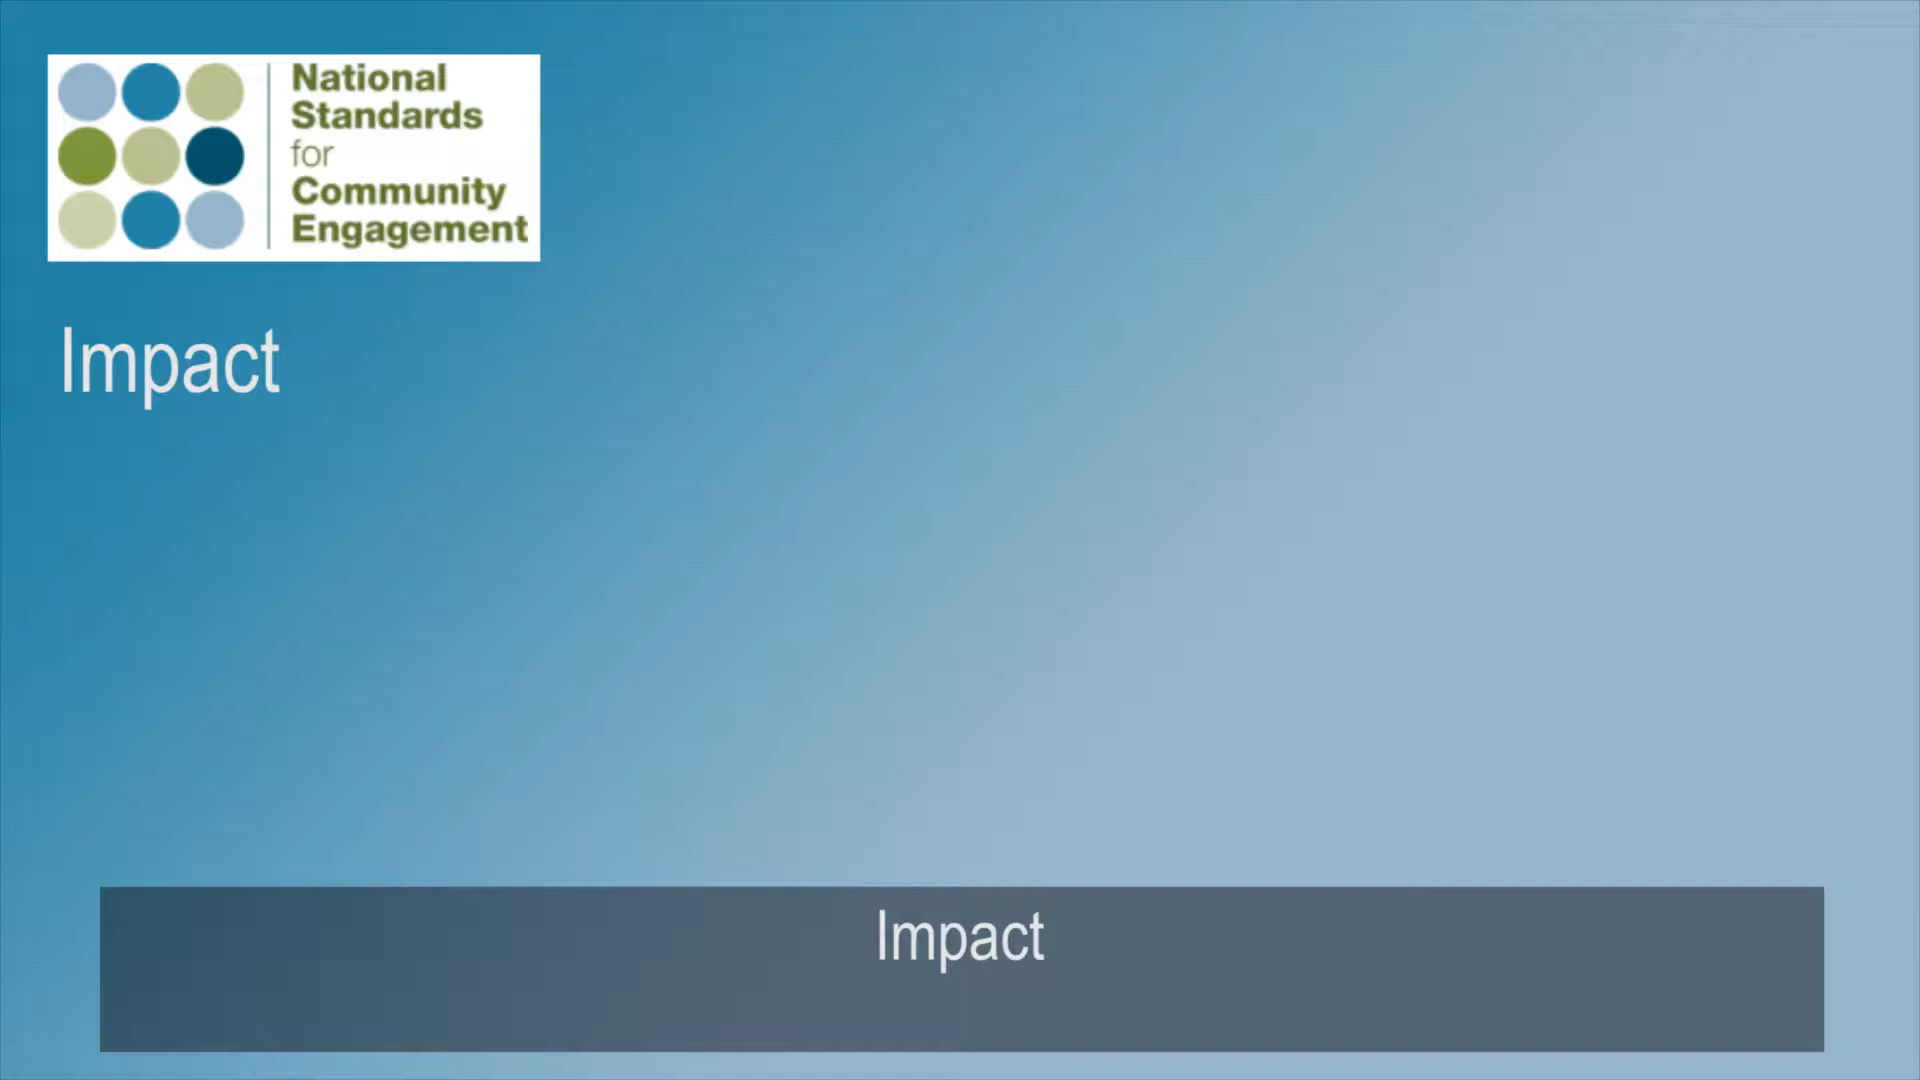 National
Standards
for
Community
Engagement
Impact
Impact